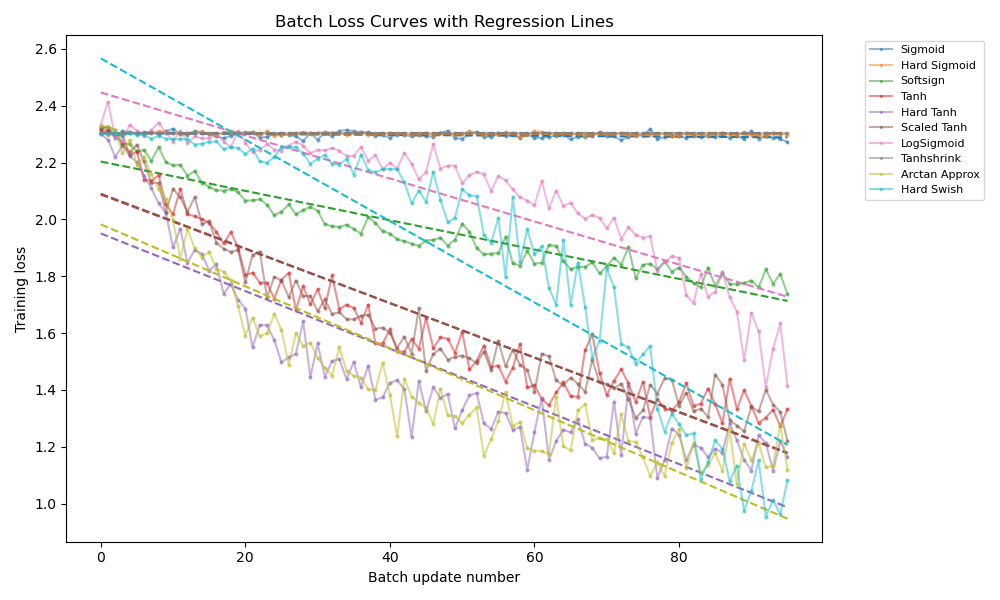 Batch Loss Curves with Regression Lines
Training loss
2.6
2.4
2.2
2.0
1.8
1.6
1.4
1.2
1.0
0
20
40
60
80
Batch update number
Sigmoid
Hard Sigmoid
Softsign
Tanh
Hard Tanh
Scaled Tanh
LogSigmoid
Tanhshrink
Arctan Approx
Hard Swish